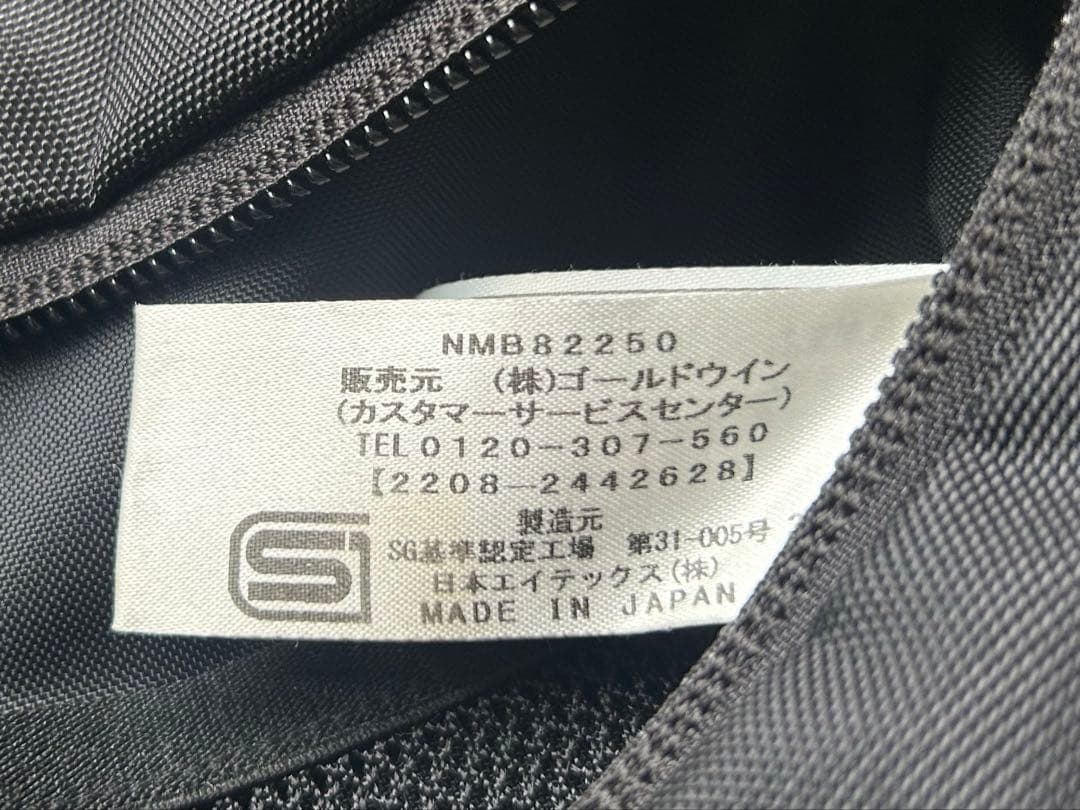 NMB82250
販売元 (株)ゴールドウイン
(カスタマーサービスセンター)
TEL0120-307-560
【2208-2442628】
SG
製造元
SG基準認定工場 第31-005号
日本エイテックス(株)
MADE IN JAPAN